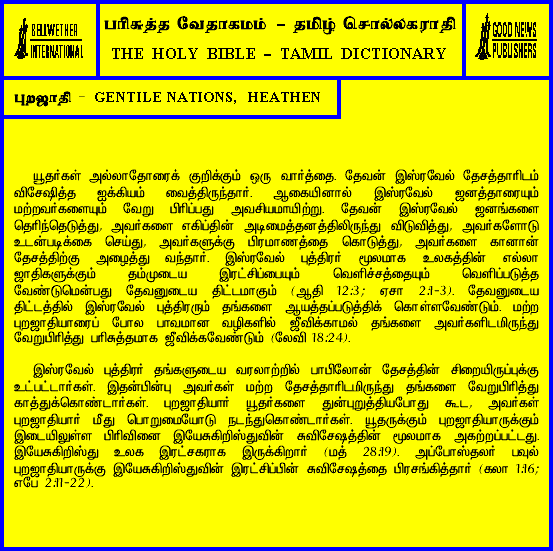 BELLWETHER
INTERNATIONAL
பரிசுத்த வேதாகமம் – தமிழ் சொல்லகராதி
THE HOLY BIBLE – TAMIL DICTIONARY
GOOD NEWS
PUBLISHERS
புறஜாதி – GENTILE NATIONS, HEATHEN
யூதர்கள் அல்லாதோரைக் குறிக்கும் ஒரு வார்த்தை. தேவன் இஸ்ரவேல் தேசத்தாரிடம்
விசேஷித்த ஐக்கியம் வைத்திருந்தார். ஆகையினால் இஸ்ரவேல் ஜனத்தாரையும்
மற்றவர்களையும் வேறு பிரிப்பது அவசியமாயிற்று. தேவன் இஸ்ரவேல் ஜனங்களை
தெரிந்தெடுத்து, அவர்களை எகிப்தின் அடிமைத்தனத்திலிருந்து விடுவித்து, அவர்களோடு
உடன்படிக்கை செய்து, அவர்களுக்கு பிரமாணத்தை கொடுத்து, அவர்களை கானான்
தேசத்திற்கு அழைத்து வந்தார். இஸ்ரவேல் புத்திரர் மூலமாக உலகத்தின் எல்லா
ஜாதிகளுக்கும் தம்முடைய இரட்சிப்பையும் வெளிச்சத்தையும் வெளிப்படுத்த
வேண்டுமென்பது தேவனுடைய திட்டமாகும் (ஆதி 12:3; ஏசா 2:1-3). தேவனுடைய
திட்டத்தில் இஸ்ரவேல் புத்திரரும் தங்களை ஆயத்தப்படுத்திக் கொள்ளவேண்டும். மற்ற
புறஜாதியாரைப் போல பாவமான வழிகளில் ஜீவிக்காமல் தங்களை அவர்களிடமிருந்து
வேறுபிரித்து பரிசுத்தமாக ஜீவிக்கவேண்டும் (லேவி 18:24).
இஸ்ரவேல் புத்திரர் தங்களுடைய வரலாற்றில் பாபிலோன் தேசத்தின் சிறையிருப்புக்கு
உட்பட்டார்கள். இதன்பின்பு அவர்கள் மற்ற தேசத்தாரிடமிருந்து தங்களை வேறுபிரித்து
காத்துக்கொண்டார்கள். புறஜாதியார் யூதர்களை துன்புறுத்தியபோது கூட, அவர்கள்
புறஜாதியார் மீது பொறுமையோடு நடந்துகொண்டார்கள். யூதருக்கும் புறஜாதியாருக்கும்
இடையிலுள்ள பிரிவினை இயேசுகிறிஸ்துவின் சுவிசேஷத்தின் மூலமாக அகற்றப்பட்டது.
இயேசுகிறிஸ்து உலக இரட்சகராக இருக்கிறார் (மத் 28:19). அப்போஸ்தலர் பவுல்
புறஜாதியாருக்கு இயேசுகிறிஸ்துவின் இரட்சிப்பின் சுவிசேஷத்தை பிரசங்கித்தார் (கலா 1:16;
எபே 2:11-22).